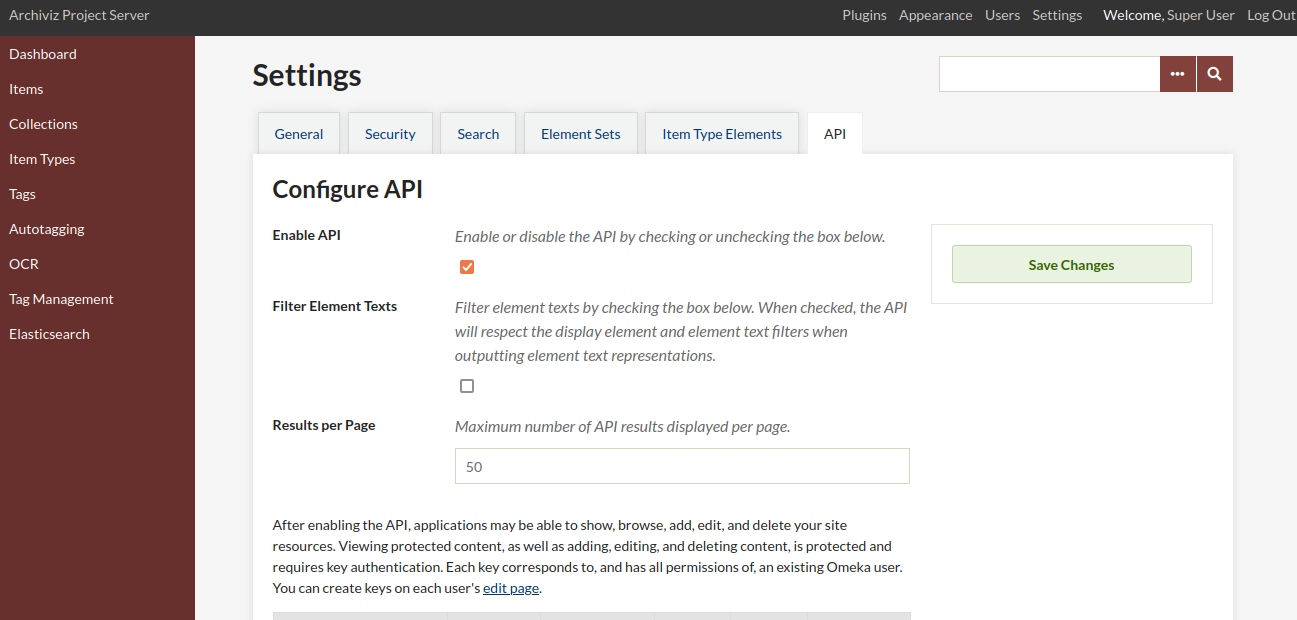 Archiviz Project Server
Plugins Appearance Users Settings Welcome, Super User Log Out
Dashboard
Items
Collections
Item Types
Tags
Autotagging
OCR
Tag Management
Elasticsearch
Settings
General Security Search Element Sets Item Type Elements API
Configure API
Enable API
Enable or disable the API by checking or unchecking the box below.
Filter Element Texts
Filter element texts by checking the box below. When checked, the API
will respect the display element and element text filters when
outputting element text representations.
Results per Page
Maximum number of API results displayed per page.
50
After enabling the API, applications may be able to show, browse, add, edit, and delete your site
resources. Viewing protected content, as well as adding, editing, and deleting content, is protected and
requires key authentication. Each key corresponds to, and has all permissions of, an existing Omeka user.
You can create keys on each user's edit page.
Save Changes